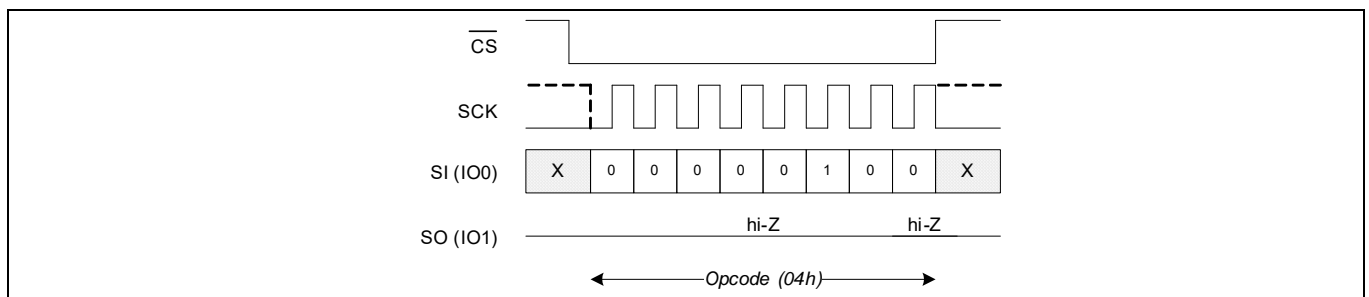 CS
SCK
SI (IO0) X 0 0 0 0 0 1 0 0 X
hi-Z hi-Z
SO (IO1)
Opcode (04h)